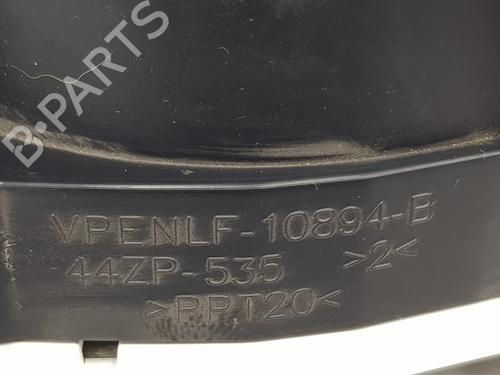 B-PARTS
VPENLF-10894-B
44ZP-535 >2<
>PPT20<